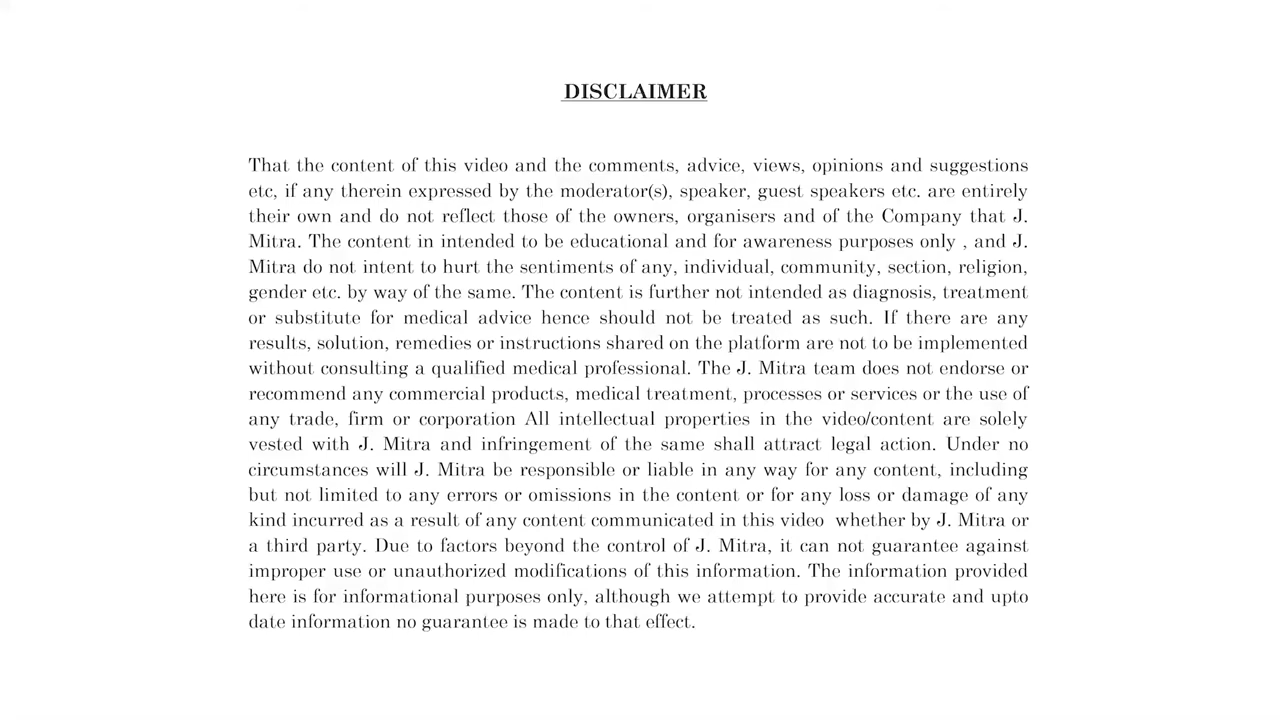 DISCLAIMER
That the content of this video and the comments, advice, views, opinions and suggestions
etc, if any therein expressed by the moderator(s), speaker, guest speakers etc. are entirely
their own and do not reflect those of the owners, organisers and of the Company that J.
Mitra. The content in intended to be educational and for awareness purposes only , and J.
Mitra do not intent to hurt the sentiments of any, individual, community, section, religion,
gender etc. by way of the same. The content is further not intended as diagnosis, treatment
or substitute for medical advice hence should not be treated as such. If there are any
results, solution, remedies or instructions shared on the platform are not to be implemented
without consulting a qualified medical professional. The J. Mitra team does not endorse or
recommend any commercial products, medical treatment, processes or services or the use of
any trade, firm or corporation All intellectual properties in the video/content are solely
vested with J. Mitra and infringement of the same shall attract legal action. Under no
circumstances will J. Mitra be responsible or liable in any way for any content, including
but not limited to any errors or omissions in the content or for any loss or damage of any
kind incurred as a result of any content communicated in this video  whether by J. Mitra or
a third party. Due to factors beyond the control of J. Mitra, it can not guarantee against
improper use or unauthorized modifications of this information. The information provided
here is for informational purposes only, although we attempt to provide accurate and upto
date information no guarantee is made to that effect.